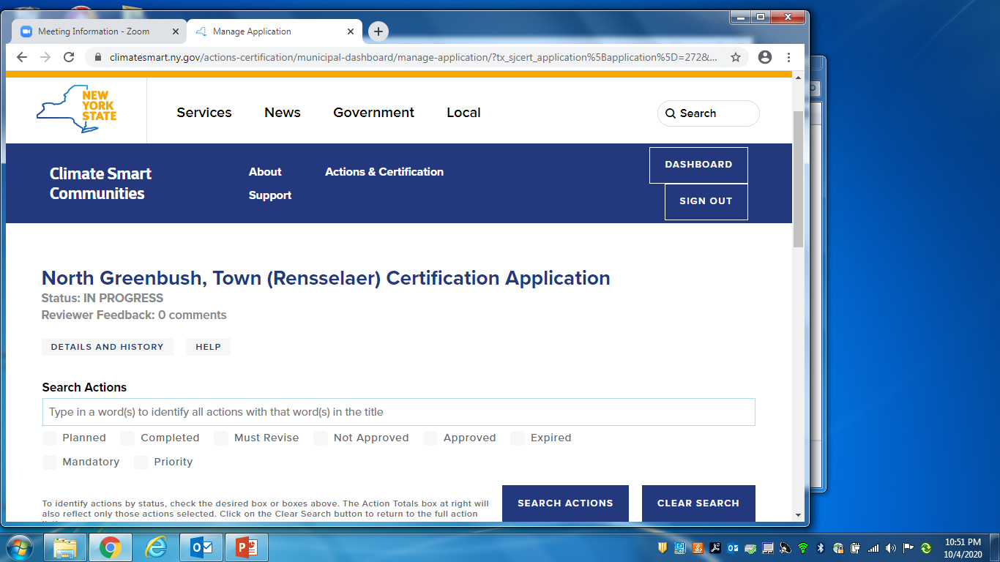 Meeting Information - Zoom
Manage Application
climatesmart.ny.gov/actions-certification/municipal-dashboard/manage-application/?tx_sjcert_application%5Bapplication%5D=272&...
NEW
YORK
STATE
Services
News
Government
Local
Search
Climate Smart
Communities
About
Actions & Certification
Support
DASHBOARD
SIGN OUT
North Greenbush, Town (Rensselaer) Certification Application
Status: IN PROGRESS
Reviewer Feedback: 0 comments
DETAILS AND HISTORY
HELP
Search Actions
Type in a word(s) to identify all actions with that word(s) in the title
Planned
Completed
Must Revise
Not Approved
Approved
Expired
Mandatory
Priority
To identify actions by status, check the desired box or boxes above. The Action Totals box at right will
also reflect only those actions selected. Click on the Clear Search button to return to the full action
SEARCH ACTIONS
CLEAR SEARCH
10:51 PM
10/4/2020